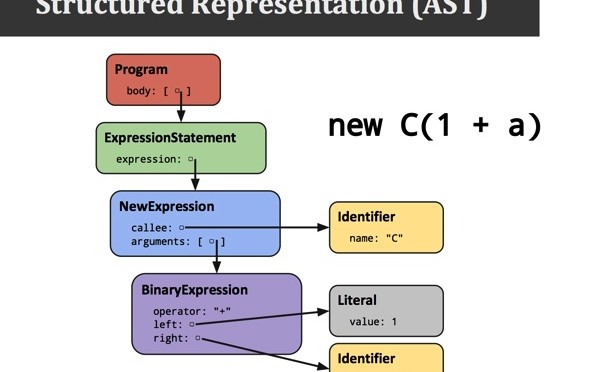 Structured Representation (AST)
Program
body: [ ]
new C(1 + a)
ExpressionStatement
expression:
NewExpression
callee:
arguments: [ ]
Identifier
name: "C"
BinaryExpression
operator: "+"
left:
right:
Literal
value: 1
Identifier